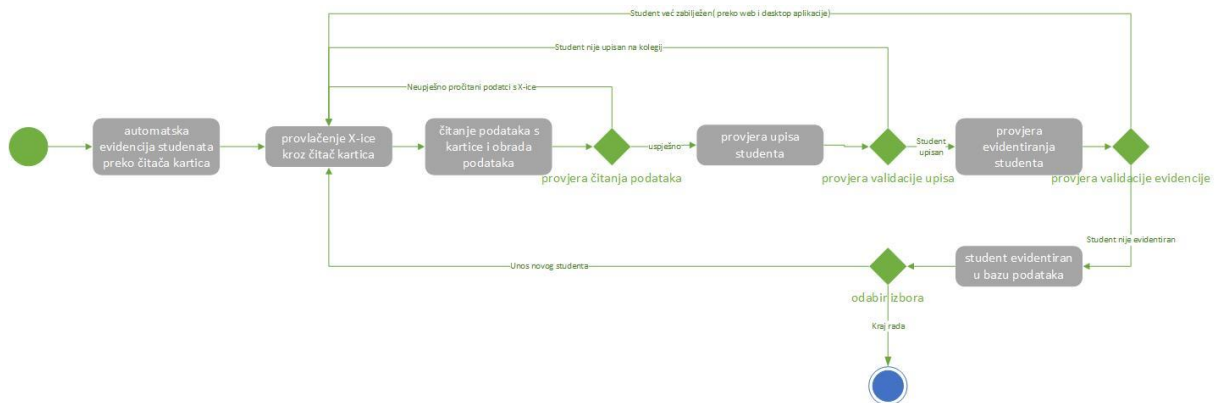 Student već zabilježen( preko web i desktop aplikacije)
Student nije upisan na kolegij
Neupješno pročitani podatci s X-ice
automatska
evidencija studenata
preko čitača kartica
provlačenje X-ice
kroz čitač kartica
čitanje podataka s
kartice i obrada
podataka
uspješno
provjera upisa
studenta
Student
upisan
provjera
evidentiranja
studenta
provjera čitanja podataka
provjera validacije upisa
provjera validacije evidencije
Student nije evidentiran
Unos novog studenta
student evidentiran
u bazu podataka
odabir izbora
Kraj rada